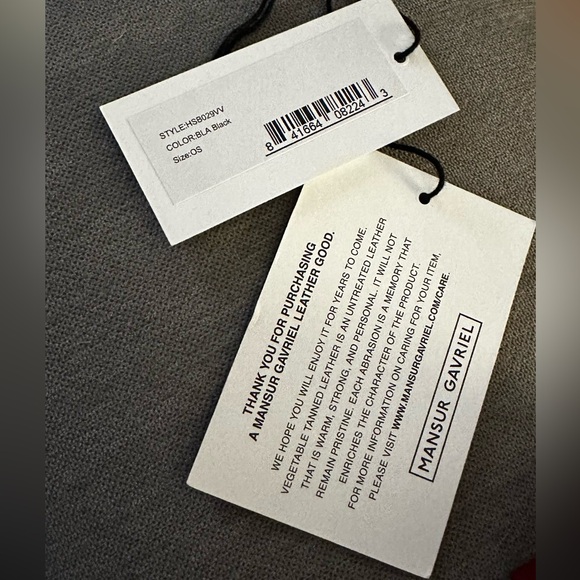 STYLE:HSB029VV
COLOR:BLA Black
Size:OS
8 41664 08224 3
THANK YOU FOR PURCHASING
A MANSUR GAVRIEL LEATHER GOOD.
WE HOPE YOU WILL ENJOY IT FOR YEARS TO COME.
VEGETABLE TANNED LEATHER IS AN UNTREATED LEATHER
THAT IS WARM, STRONG, AND PERSONAL. IT WILL NOT
REMAIN PRISTINE. EACH ABRASION IS A MEMORY THAT
ENRICHES THE CHARACTER OF THE PRODUCT.
FOR MORE INFORMATION ON CARING FOR YOUR ITEM,
PLEASE VISIT WWW.MANSURGAVRIEL.COM/CARE.
MANSUR GAVRIEL